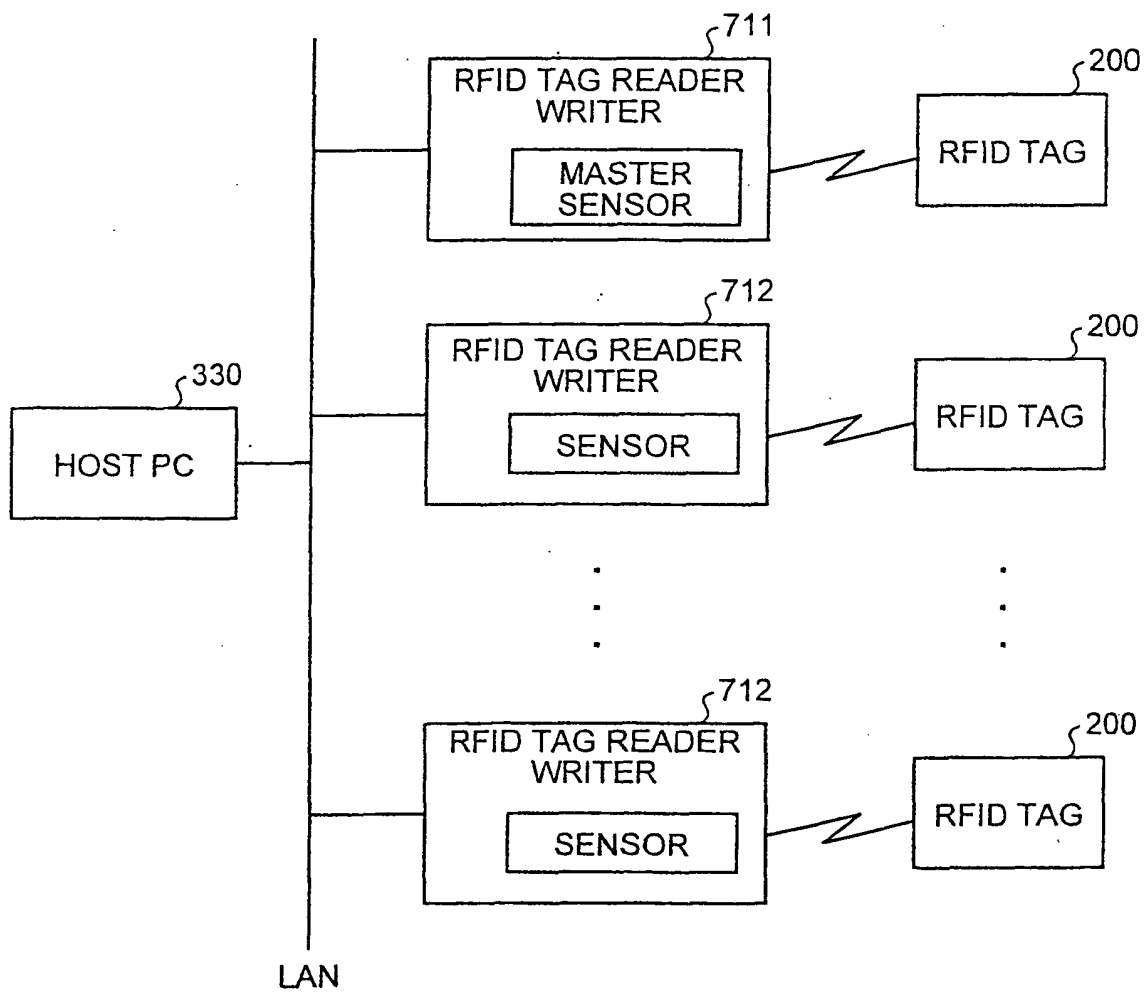 711
RFID TAG READER
WRITER
MASTER
SENSOR
200
RFID TAG
712
RFID TAG READER
WRITER
SENSOR
200
RFID TAG
330
HOST PC
712
RFID TAG READER
WRITER
SENSOR
200
RFID TAG
LAN